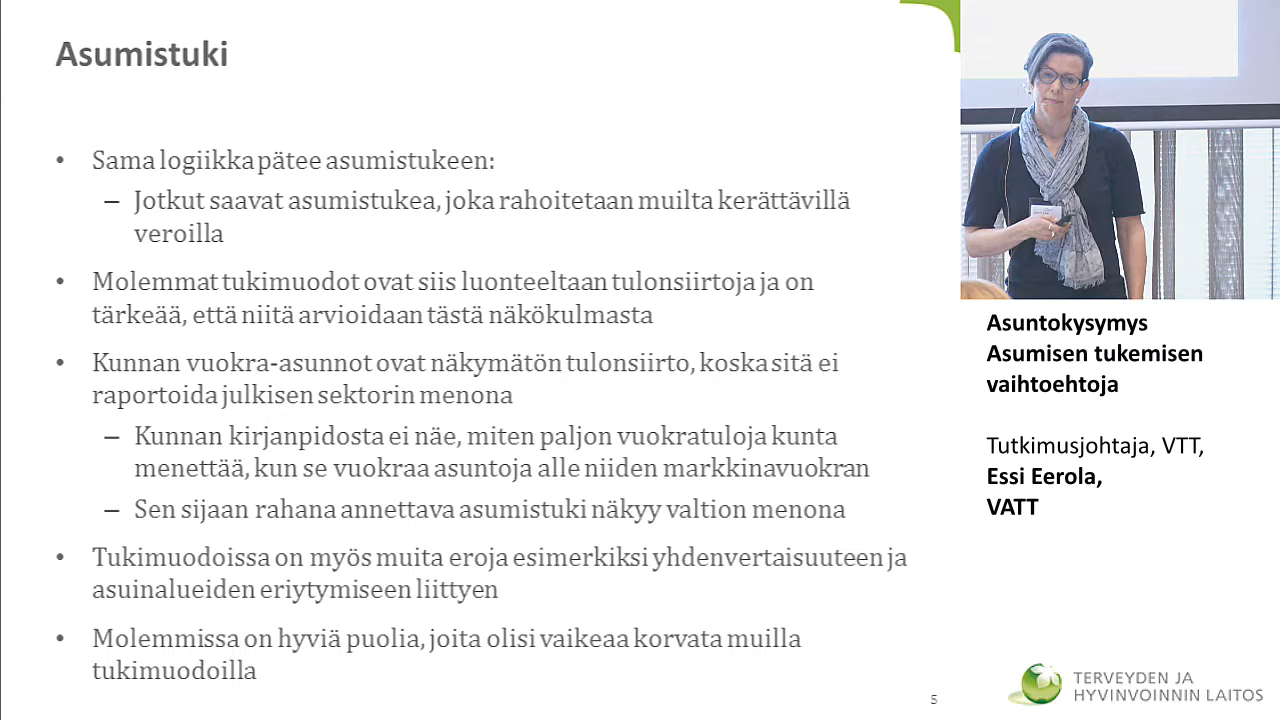 Asumistuki
• Sama logiikka pätee asumistukeen:
– Jotkut saavat asumistukea, joka rahoitetaan muilta kerättävillä
veroilla
• Molemmat tukimuodot ovat siis luonteeltaan tulonsiirtoja ja on
tärkeää, että niitä arvioidaan tästä näkökulmasta
• Kunnan vuokra-asunnot ovat näkymätön tulonsiirto, koska sitä ei
raportoida julkisen sektorin menona
– Kunnan kirjanpidosta ei näe, miten paljon vuokratuloja kunta
menettää, kun se vuokraa asuntoja alle niiden markkinavuokran
– Sen sijaan rahana annettava asumistuki näkyy valtion menona
• Tukimuodoissa on myös muita eroja esimerkiksi yhdenvertaisuuteen ja
asuinalueiden eriytymiseen liittyen
• Molemmissa on hyviä puolia, joita olisi vaikeaa korvata muilla
tukimuodoilla
5
Asuntokysymys
Asumisen tukemisen
vaihtoehtoja
Tutkimusjohtaja, VTT,
Essi Eerola,
VATT
TERVEYDEN JA
HYVINVOINNIN LAITOS